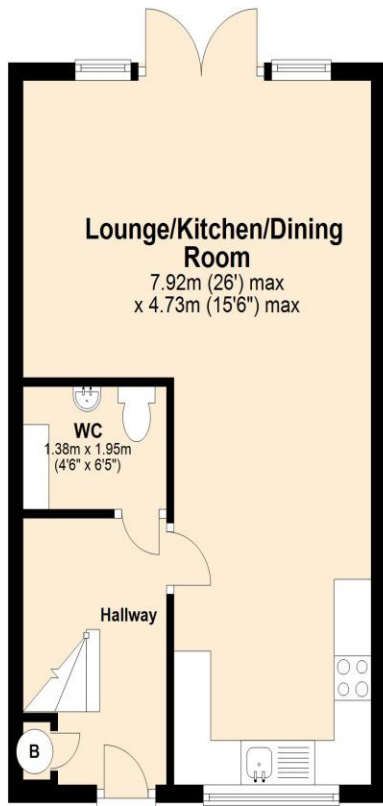 Lounge/Kitchen/Dining
Room
7.92m (26') max
x 4.73m (15'6") max
WC
1.38m x 1.95m
(4'6" x 6'5")
Hallway
B